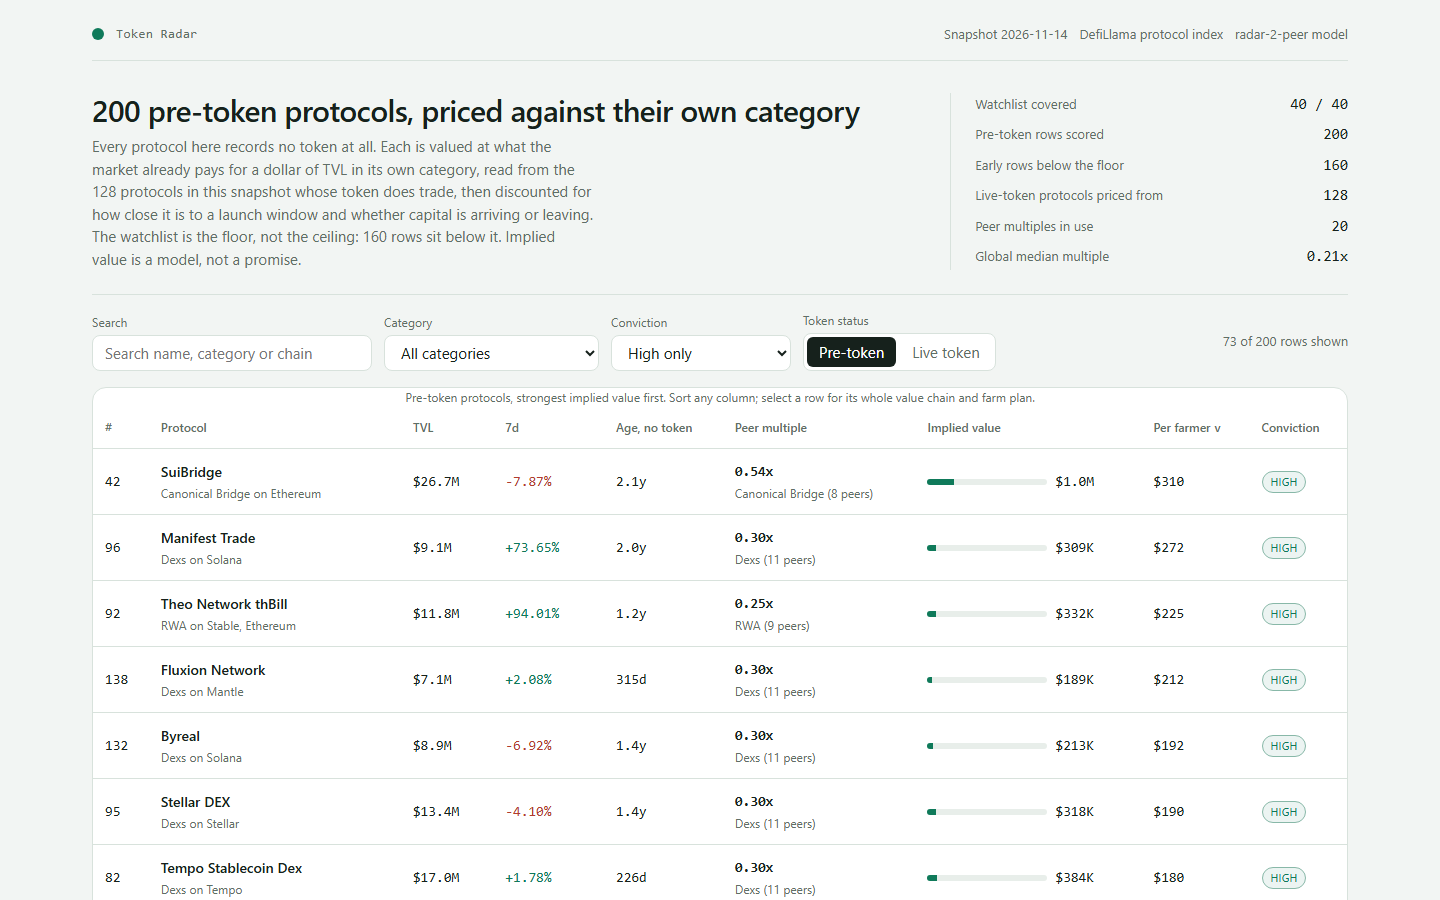 Token Radar
Snapshot 2026-11-14 DefiLlama protocol index radar-2-peer model
200 pre-token protocols, priced against their own category
Every protocol here records no token at all. Each is valued at what the
market already pays for a dollar of TVL in its own category, read from the
128 protocols in this snapshot whose token does trade, then discounted for
how close it is to a launch window and whether capital is arriving or leaving.
The watchlist is the floor, not the ceiling: 160 rows sit below it. Implied
value is a model, not a promise.
Watchlist covered 40 / 40
Pre-token rows scored 200
Early rows below the floor 160
Live-token protocols priced from 128
Peer multiples in use 20
Global median multiple 0.21x
Search Category Conviction Token status
Search name, category or chain All categories High only Pre-token Live token
73 of 200 rows shown
Pre-token protocols, strongest implied value first. Sort any column; select a row for its whole value chain and farm plan.
# Protocol TVL 7d Age, no token Peer multiple Implied value Per farmer v Conviction
42 SuiBridge $26.7M -7.87% 2.1y 0.54x $1.0M $310 HIGH
Canonical Bridge on Ethereum Canonical Bridge (8 peers)
96 Manifest Trade $9.1M +73.65% 2.0y 0.30x $309K $272 HIGH
Dexs on Solana Dexs (11 peers)
92 Theo Network thBill $11.8M +94.01% 1.2y 0.25x $332K $225 HIGH
RWA on Stable, Ethereum RWA (9 peers)
138 Fluxion Network $7.1M +2.08% 315d 0.30x $189K $212 HIGH
Dexs on Mantle Dexs (11 peers)
132 Byreal $8.9M -6.92% 1.4y 0.30x $213K $192 HIGH
Dexs on Solana Dexs (11 peers)
95 Stellar DEX $13.4M -4.10% 1.4y 0.30x $318K $190 HIGH
Dexs on Stellar Dexs (11 peers)
82 Tempo Stablecoin Dex $17.0M +1.78% 226d 0.30x $384K $180 HIGH
Dexs on Tempo Dexs (11 peers)